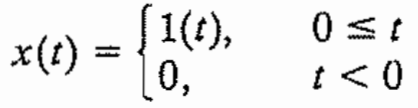 x(t) = { 1(t), 0 ≤ t
0, t < 0